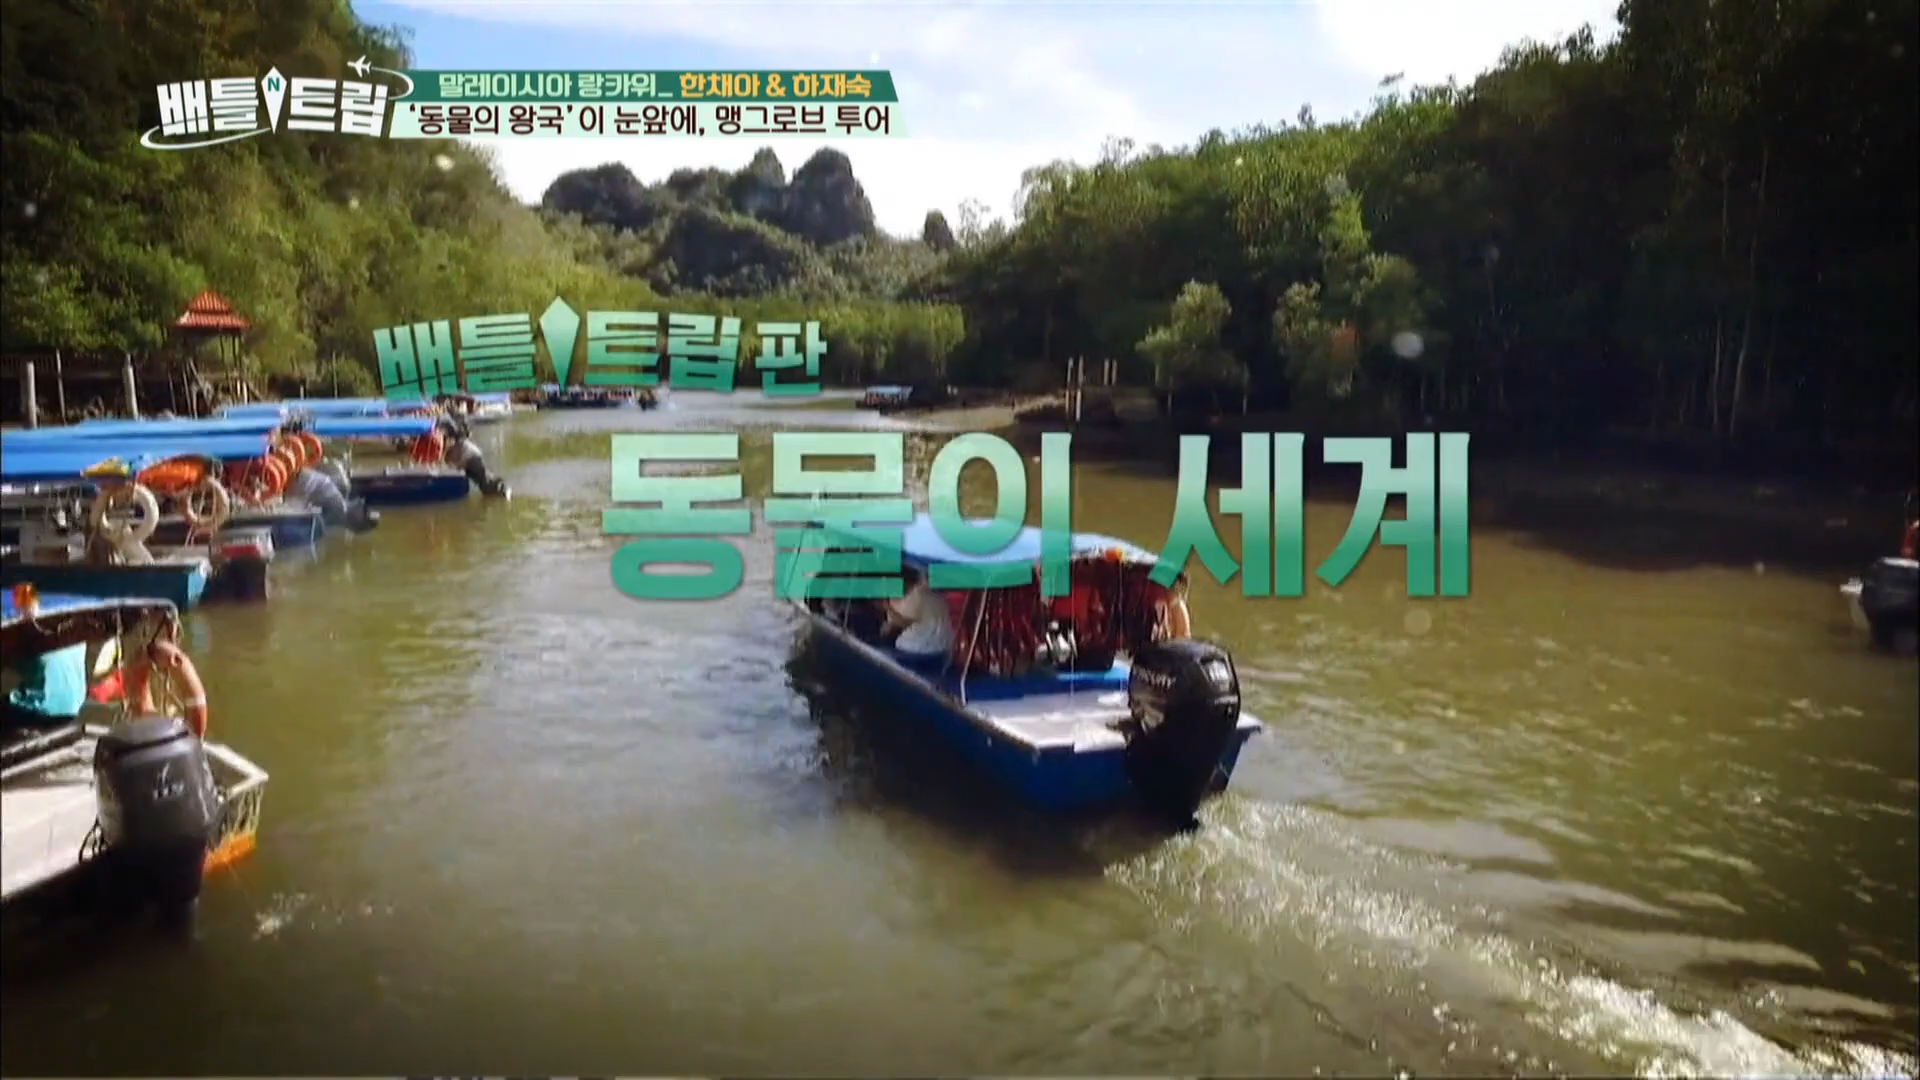 배틀트립
말레이시아 랑카위_ 한채아 & 하재숙
'동물의 왕국'이 눈앞에, 맹그로브 투어
배틀트립 판
동물의 세계